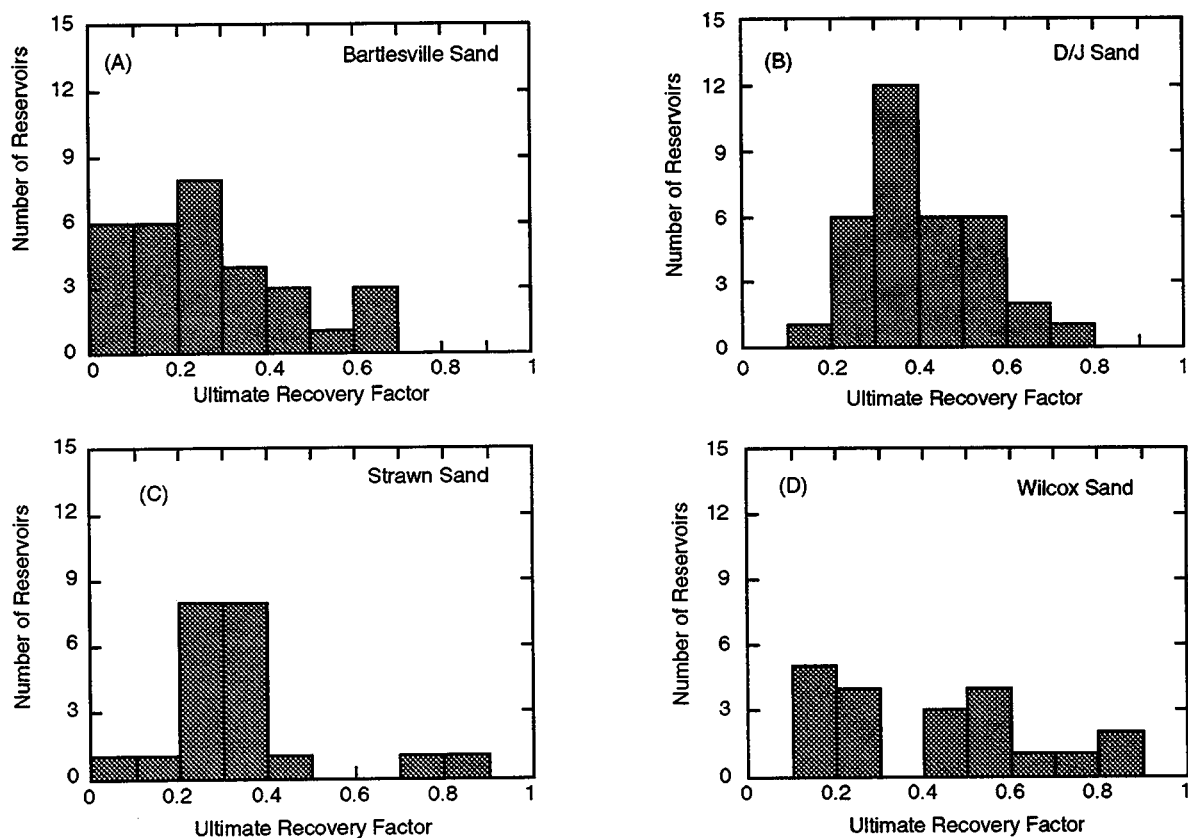 (A)
Bartlesville Sand
Number of Reservoirs
15
12
9
6
3
0
0 0.2 0.4 0.6 0.8 1
Ultimate Recovery Factor
(B)
D/J Sand
Number of Reservoirs
15
12
9
6
3
0
0 0.2 0.4 0.6 0.8 1
Ultimate Recovery Factor
(C)
Strawn Sand
Number of Reservoirs
15
12
9
6
3
0
0 0.2 0.4 0.6 0.8 1
Ultimate Recovery Factor
(D)
Wilcox Sand
Number of Reservoirs
15
12
9
6
3
0
0 0.2 0.4 0.6 0.8 1
Ultimate Recovery Factor